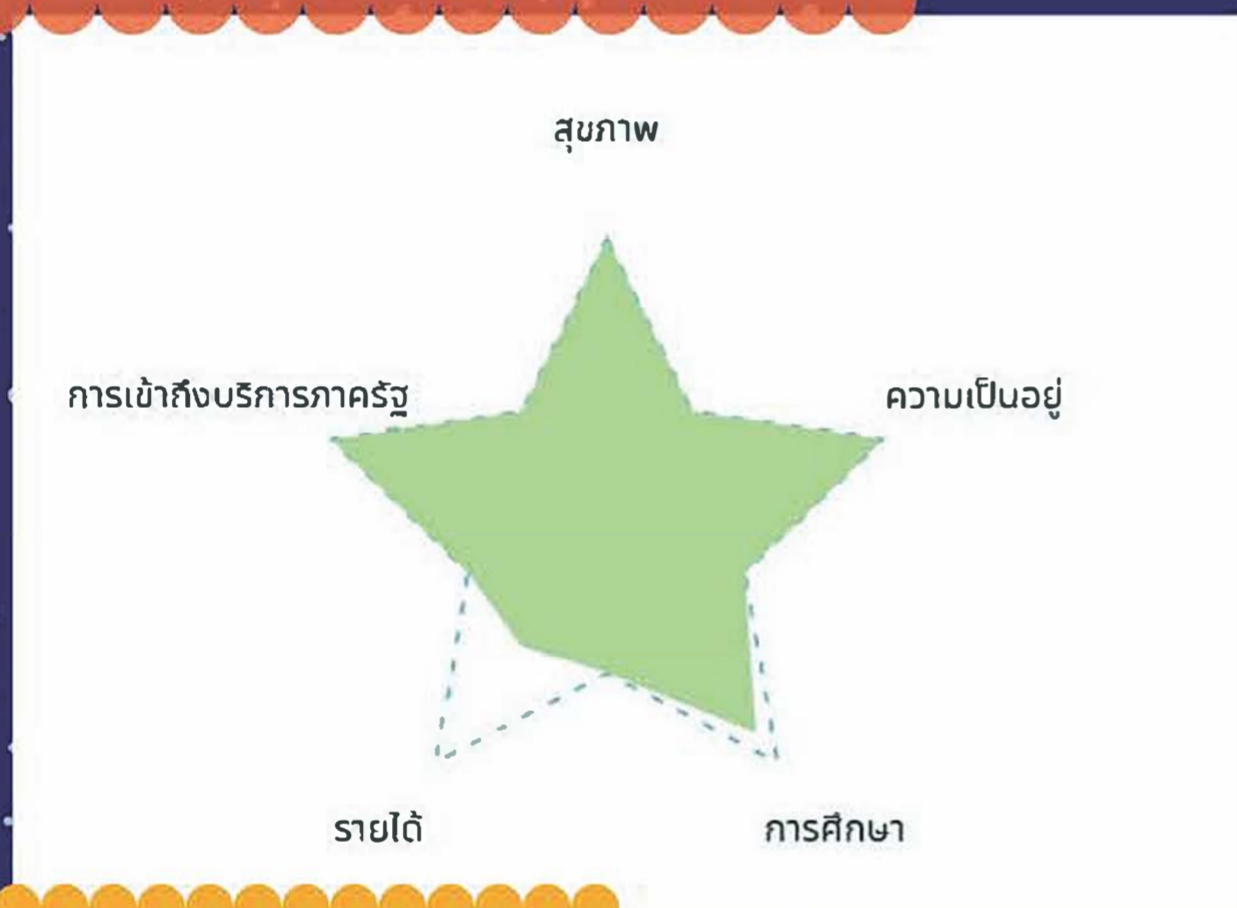 สุขภาพ
การเข้าถึงบริการภาครัฐ
ความเป็นอยู่
รายได้
การศึกษา